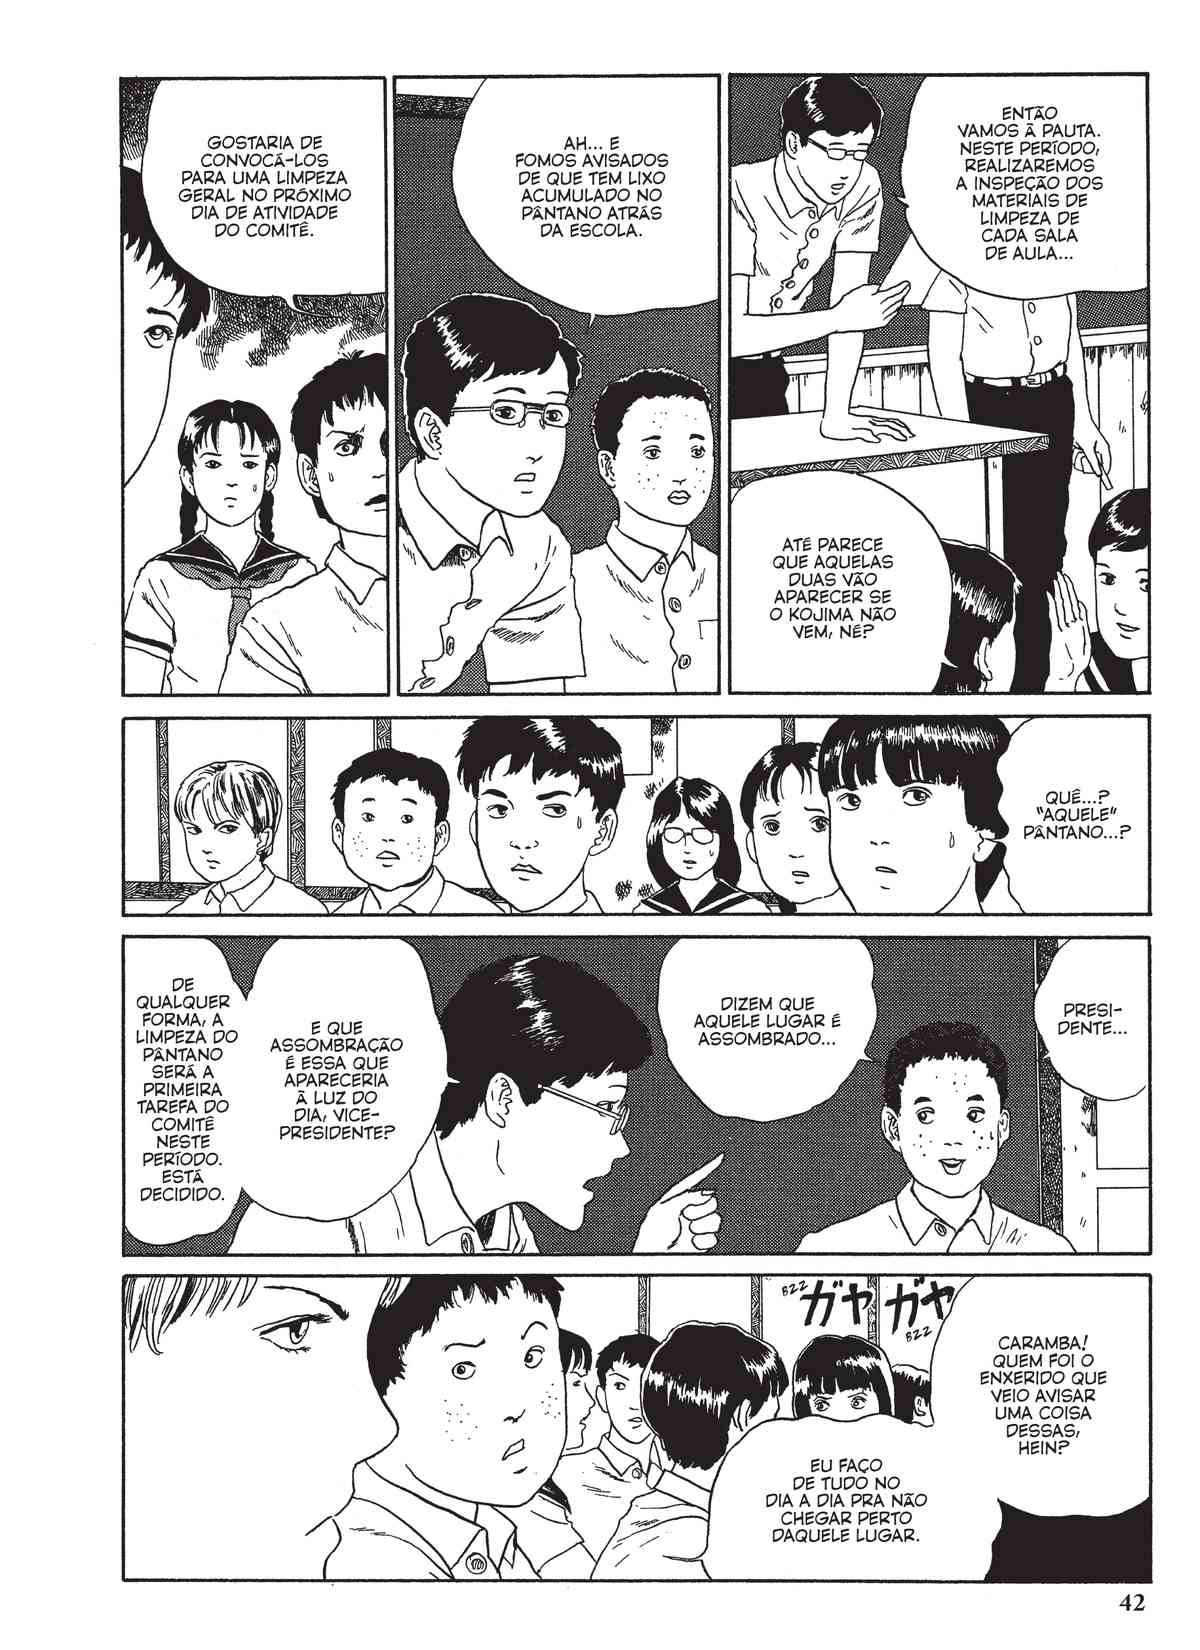 ENTÃO
VAMOS À PAUTA.
NESTE PERÍODO,
REALIZAREMOS
A INSPEÇÃO DOS
MATERIAIS DE
LIMPEZA DE
CADA SALA
DE AULA...
ATÉ PARECE
QUE AQUELAS
DUAS VÃO
APARECER SE
O KOJIMA NÃO
VEM, NÉ?
AH... E
FOMOS AVISADOS
DE QUE TEM LIXO
ACUMULADO NO
PÂNTANO ATRÁS
DA ESCOLA.
GOSTARIA DE
CONVOCÁ-LOS
PARA UMA LIMPEZA
GERAL NO PRÓXIMO
DIA DE ATIVIDADE
DO COMITÊ.
QUÊ...?
"AQUELE"
PÂNTANO...?
PRESI-
DENTE...
DIZEM QUE
AQUELE LUGAR É
ASSOMBRADO...
E QUE
ASSOMBRAÇÃO
É ESSA QUE
APARECERIA
À LUZ DO
DIA, VICE-
PRESIDENTE?
DE
QUALQUER
FORMA, A
LIMPEZA DO
PÂNTANO
SERÁ A
PRIMEIRA
TAREFA DO
COMITÊ
NESTE
PERÍODO.
ESTÁ
DECIDIDO.
CARAMBA!
QUEM FOI O
ENXERIDO QUE
VEIO AVISAR
UMA COISA
DESSAS,
HEIN?
ガヤ
BZZ
ガヤ
BZZ
EU FAÇO
DE TUDO NO
DIA A DIA PRA NÃO
CHEGAR PERTO
DAQUELE LUGAR.
42